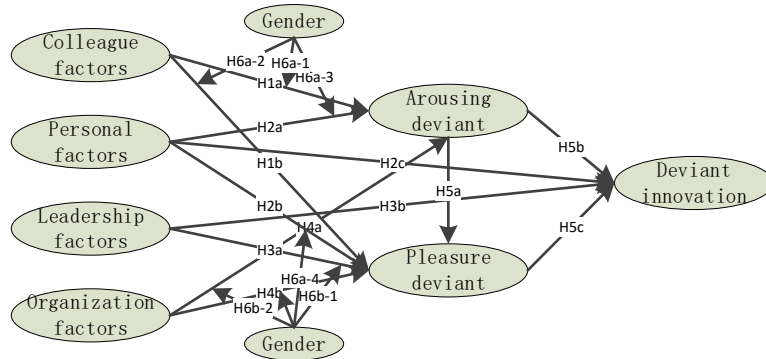 Gender
Colleague
factors
H6a-2
H6a-1
H6a-3
H1a
Arousing
deviant
Personal
factors
H2a
H5b
H1b
H2c
Deviant
innovation
H5a
H2b
H3b
Leadership
factors
H4a
H5c
H3a
Pleasure
deviant
H6a-4
Organization
factors
H4b
H6b-1
H6b-2
Gender